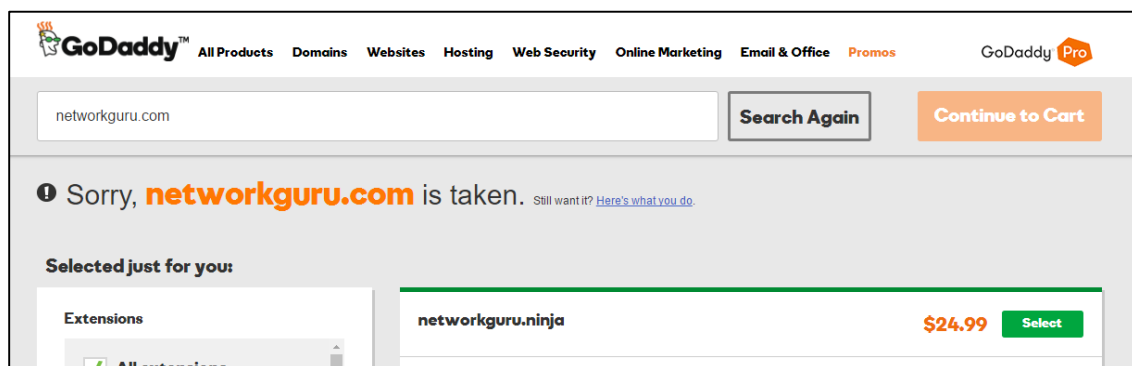 GoDaddy™ All Products Domains Websites Hosting Web Security Online Marketing Email & Office Promos GoDaddy Pro
networkguru.com Search Again Continue to Cart
Sorry, networkguru.com is taken. Still want it? Here's what you do.
Selected just for you:
Extensions
networkguru.ninja $24.99 Select
All extensions